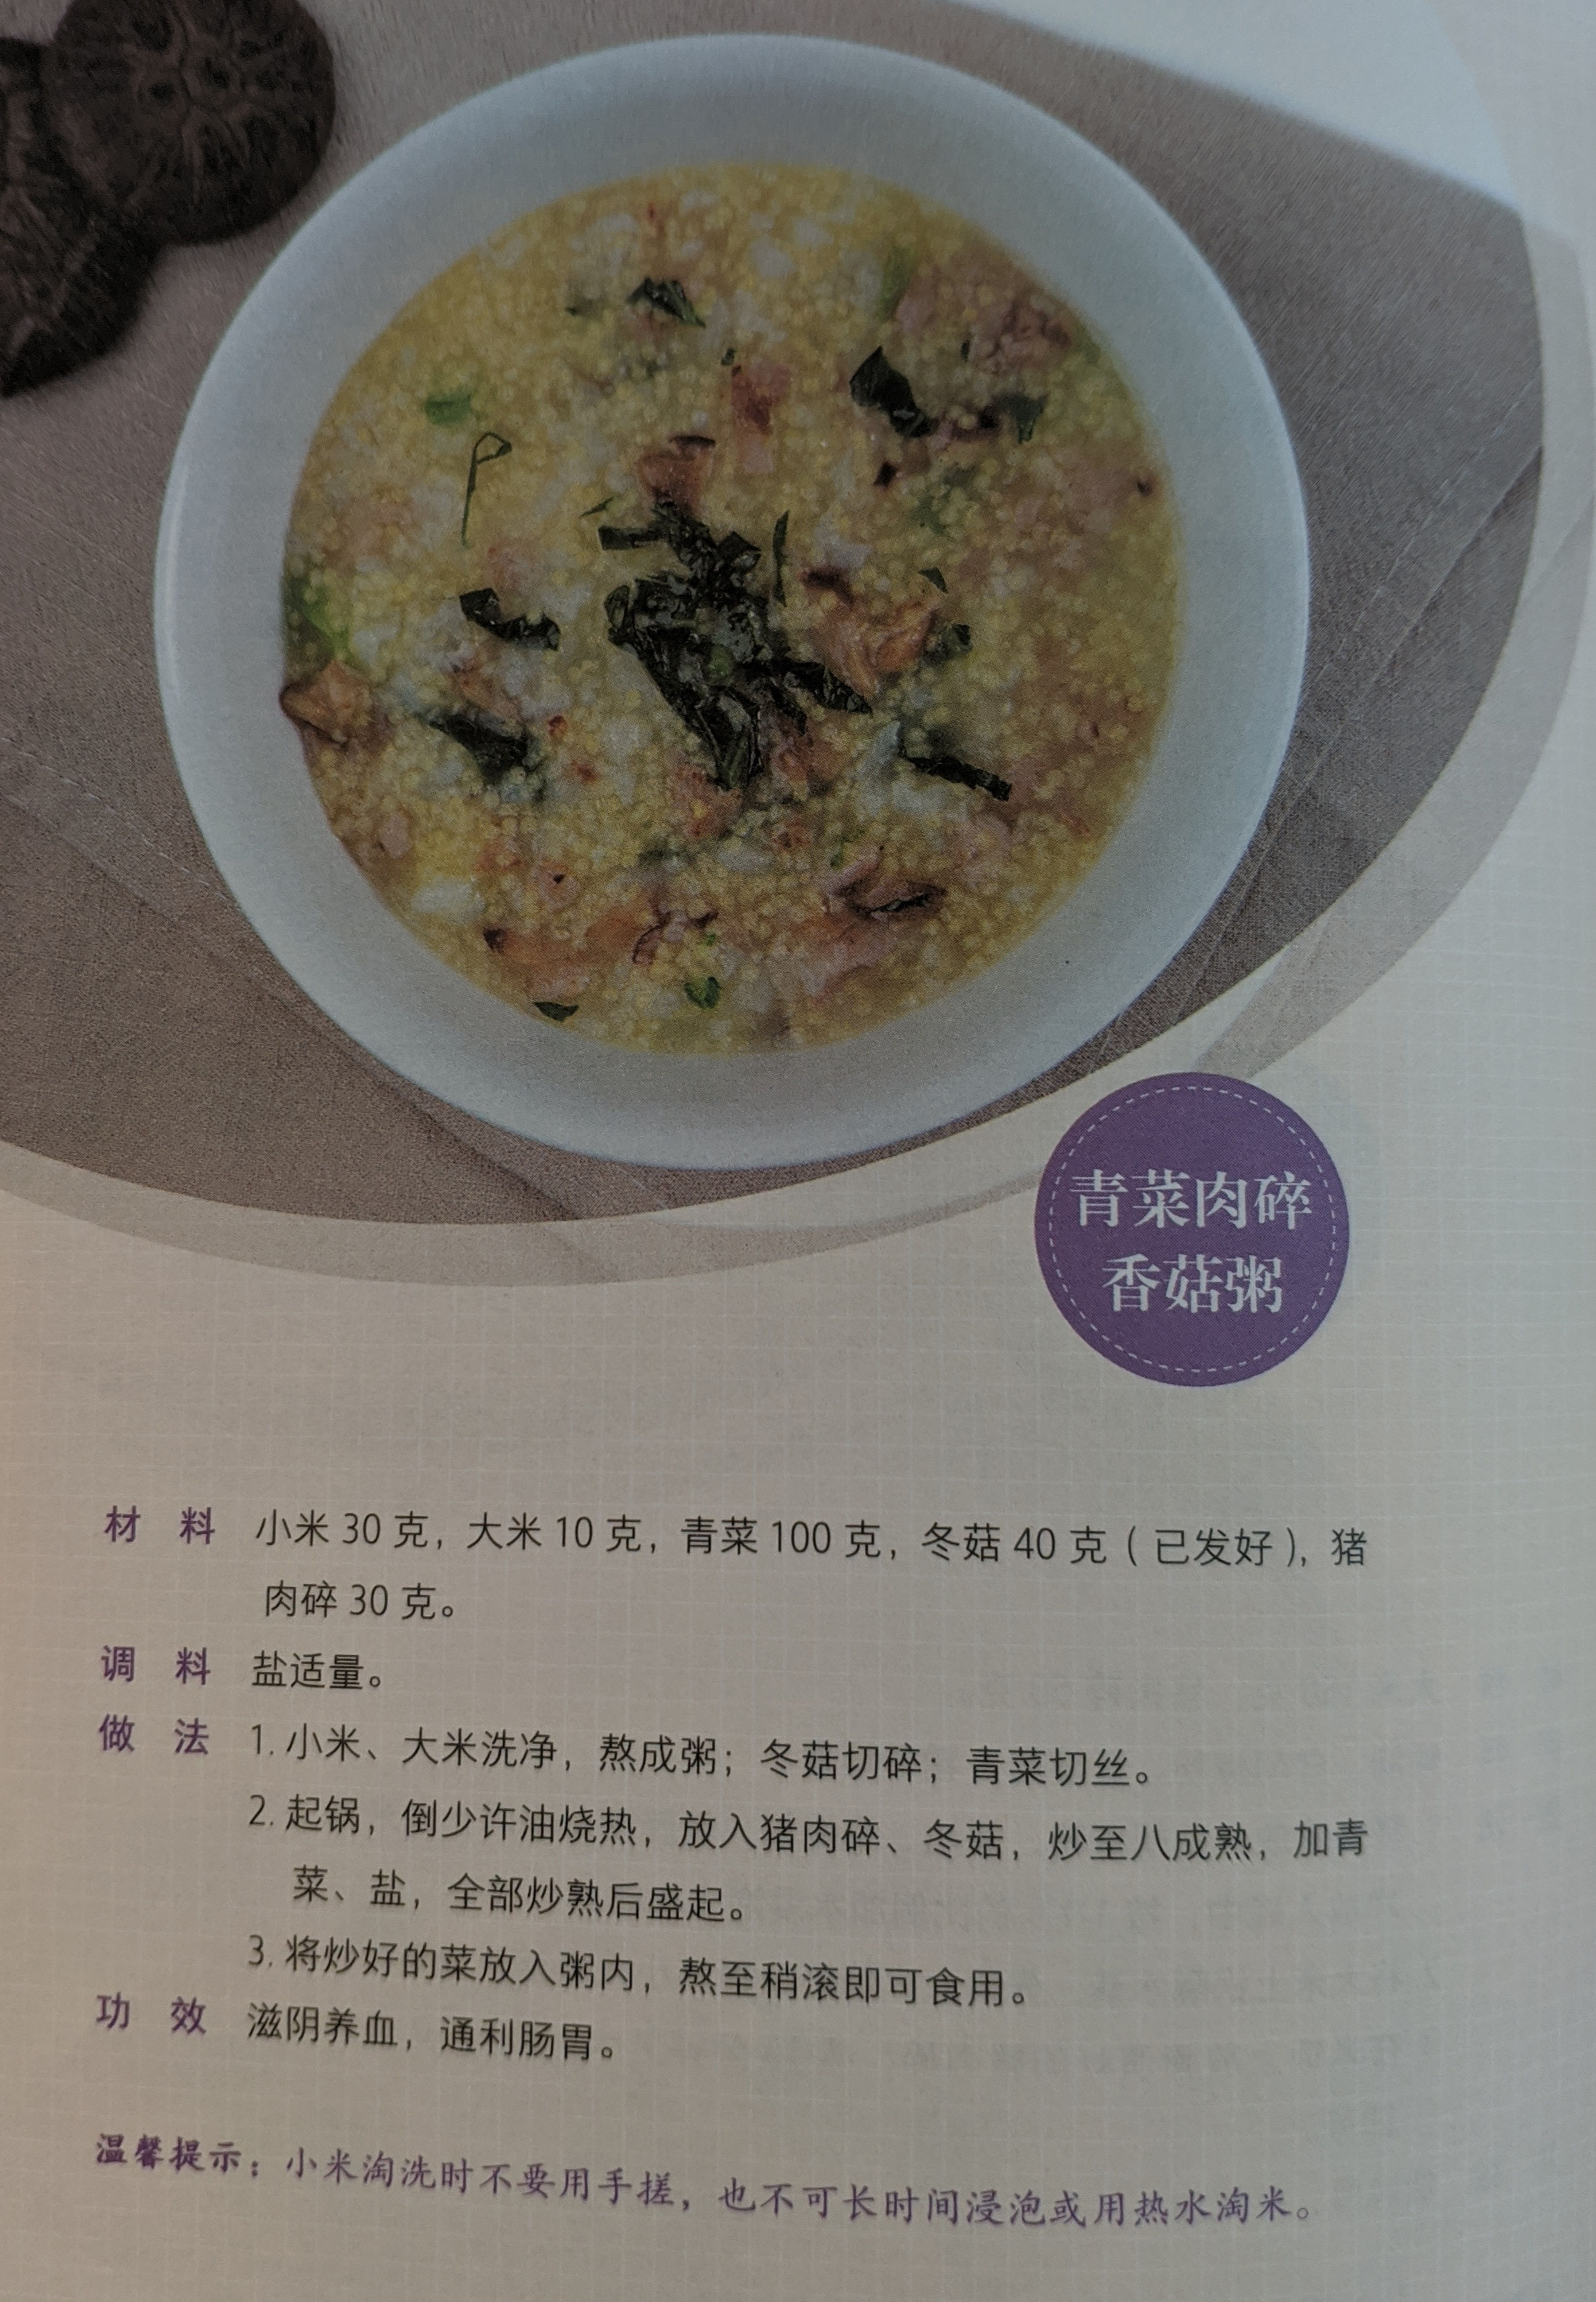 青菜肉碎
香菇粥
材 料 小米 30 克，大米 10 克，青菜 100 克，冬菇 40 克（已发好），猪
肉碎 30 克。
调 料 盐适量。
做 法 1. 小米、大米洗净，熬成粥；冬菇切碎；青菜切丝。
2. 起锅，倒少许油烧热，放入猪肉碎、冬菇，炒至八成熟，加青
菜、盐，全部炒熟后盛起。
3. 将炒好的菜放入粥内，熬至稍滚即可食用。
功 效 滋阴养血，通利肠胃。
温馨提示：小米淘洗时不要用手搓，也不可长时间浸泡或用热水淘米。